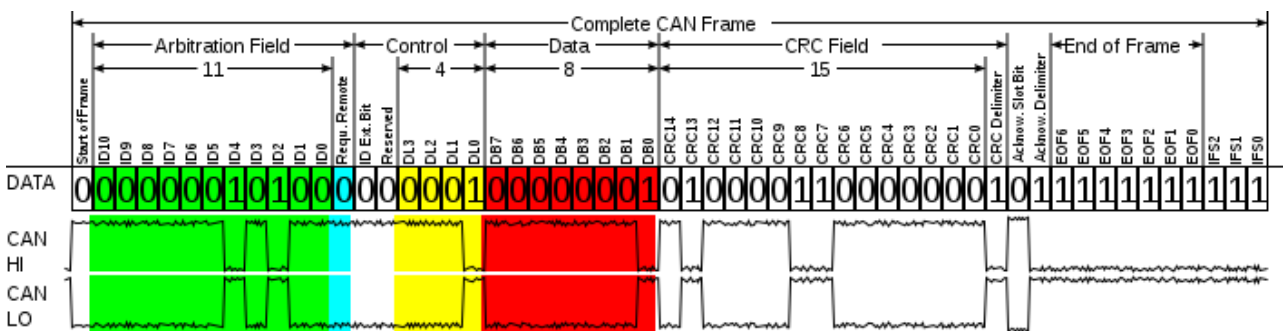 Complete CAN Frame
Arbitration Field Control Data CRC Field End of Frame
11 4 8 15
Start of Frame ID10 ID9 ID8 ID7 ID6 ID5 ID4 ID3 ID2 ID1 ID0 Requ. Remote ID Ext. Bit Reserved DL3 DL2 DL1 DL0 DB7 DB6 DB5 DB4 DB3 DB2 DB1 DB0 CRC14 CRC13 CRC12 CRC11 CRC10 CRC9 CRC8 CRC7 CRC6 CRC5 CRC4 CRC3 CRC2 CRC1 CRC0 CRC Delimiter Acknow. Slot Bit Acknow. Delimiter EOF6 EOF5 EOF4 EOF3 EOF2 EOF1 EOF0 IFS2 IFS1 IFS0
DATA 0 0 0 0 0 0 0 1 0 1 0 0 0 0 0 0 0 0 1 0 0 0 0 0 0 0 1 0 1 0 0 0 0 1 1 0 0 0 0 0 0 0 1 0 1 1 1 1 1 1 1 1 1 1 1
CAN
HI
CAN
LO